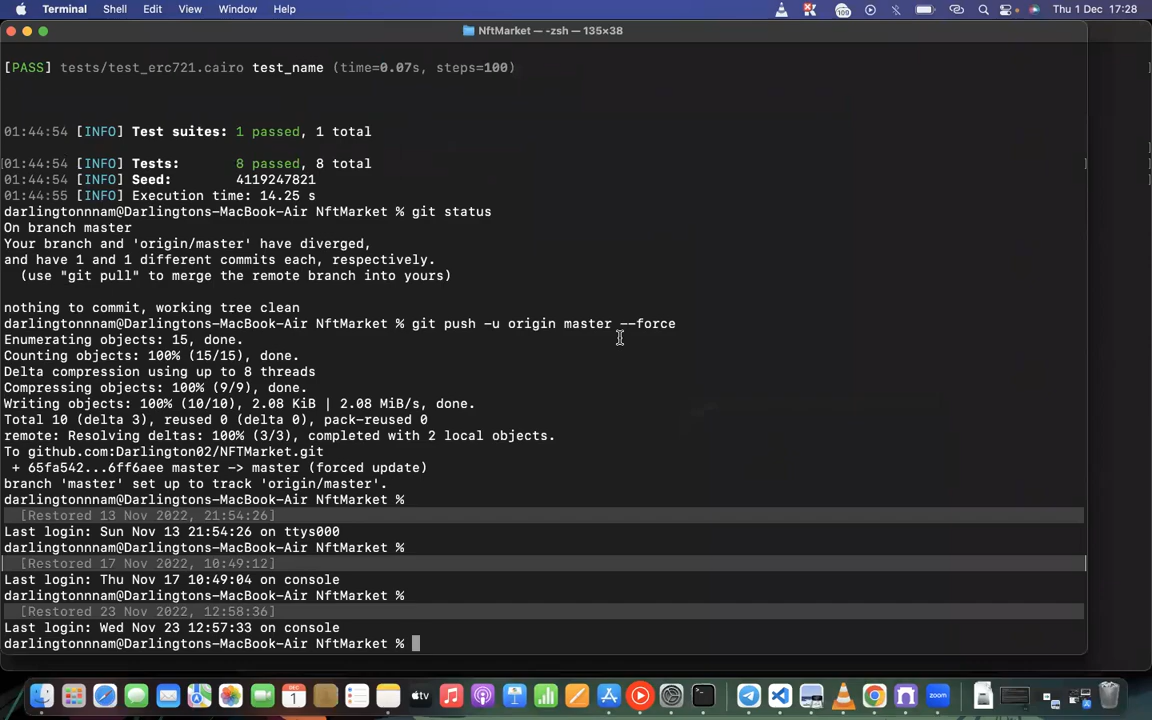 Terminal Shell Edit View Window Help Thu 1 Dec 17:28
NftMarket — -zsh — 135×38
[PASS] tests/test_erc721.cairo test_name (time=0.07s, steps=100)
01:44:54 [INFO] Test suites: 1 passed, 1 total
01:44:54 [INFO] Tests: 8 passed, 8 total
01:44:54 [INFO] Seed: 4119247821
01:44:55 [INFO] Execution time: 14.25 s
darlingtonnnam@Darlingtons-MacBook-Air NftMarket % git status
On branch master
Your branch and 'origin/master' have diverged,
and have 1 and 1 different commits each, respectively.
(use "git pull" to merge the remote branch into yours)
nothing to commit, working tree clean
darlingtonnnam@Darlingtons-MacBook-Air NftMarket % git push -u origin master --force
Enumerating objects: 15, done.
Counting objects: 100% (15/15), done.
Delta compression using up to 8 threads
Compressing objects: 100% (9/9), done.
Writing objects: 100% (10/10), 2.08 KiB | 2.08 MiB/s, done.
Total 10 (delta 3), reused 0 (delta 0), pack-reused 0
remote: Resolving deltas: 100% (3/3), completed with 2 local objects.
To github.com:Darlington02/NFTMarket.git
+ 65fa542...6ff6aee master -> master (forced update)
branch 'master' set up to track 'origin/master'.
darlingtonnnam@Darlingtons-MacBook-Air NftMarket %
[Restored 13 Nov 2022, 21:54:26]
Last login: Sun Nov 13 21:54:26 on ttys000
darlingtonnnam@Darlingtons-MacBook-Air NftMarket %
[Restored 17 Nov 2022, 10:49:12]
Last login: Thu Nov 17 10:49:04 on console
darlingtonnnam@Darlingtons-MacBook-Air NftMarket %
[Restored 23 Nov 2022, 12:58:36]
Last login: Wed Nov 23 12:57:33 on console
darlingtonnnam@Darlingtons-MacBook-Air NftMarket %
DEC
1
tv
zoom